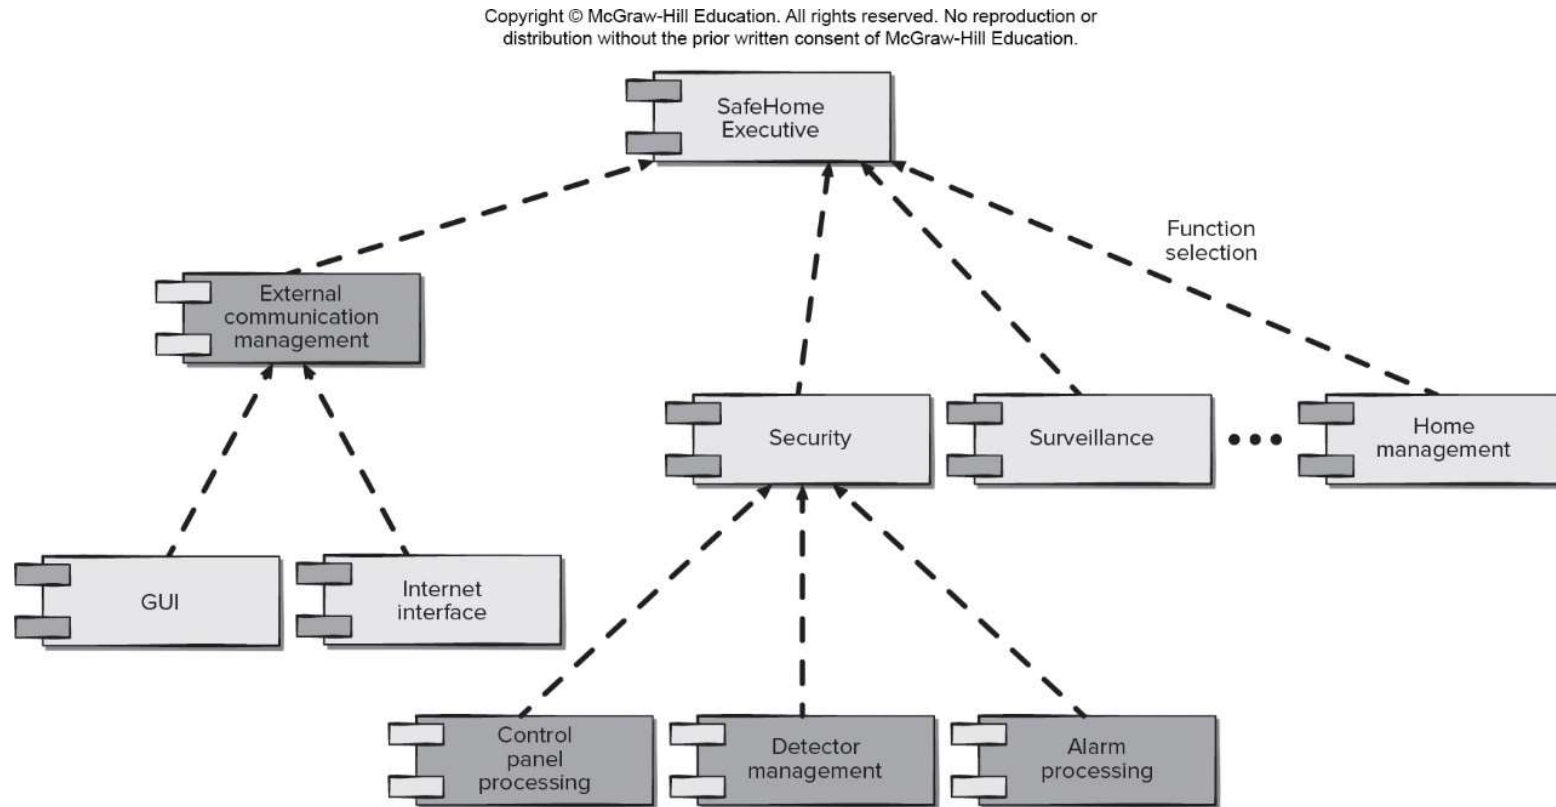 Copyright © McGraw-Hill Education. All rights reserved. No reproduction or
distribution without the prior written consent of McGraw-Hill Education.
SafeHome
Executive
Function
selection
External
communication
management
Security
Surveillance
Home
management
GUI
Internet
interface
Control
panel
processing
Detector
management
Alarm
processing